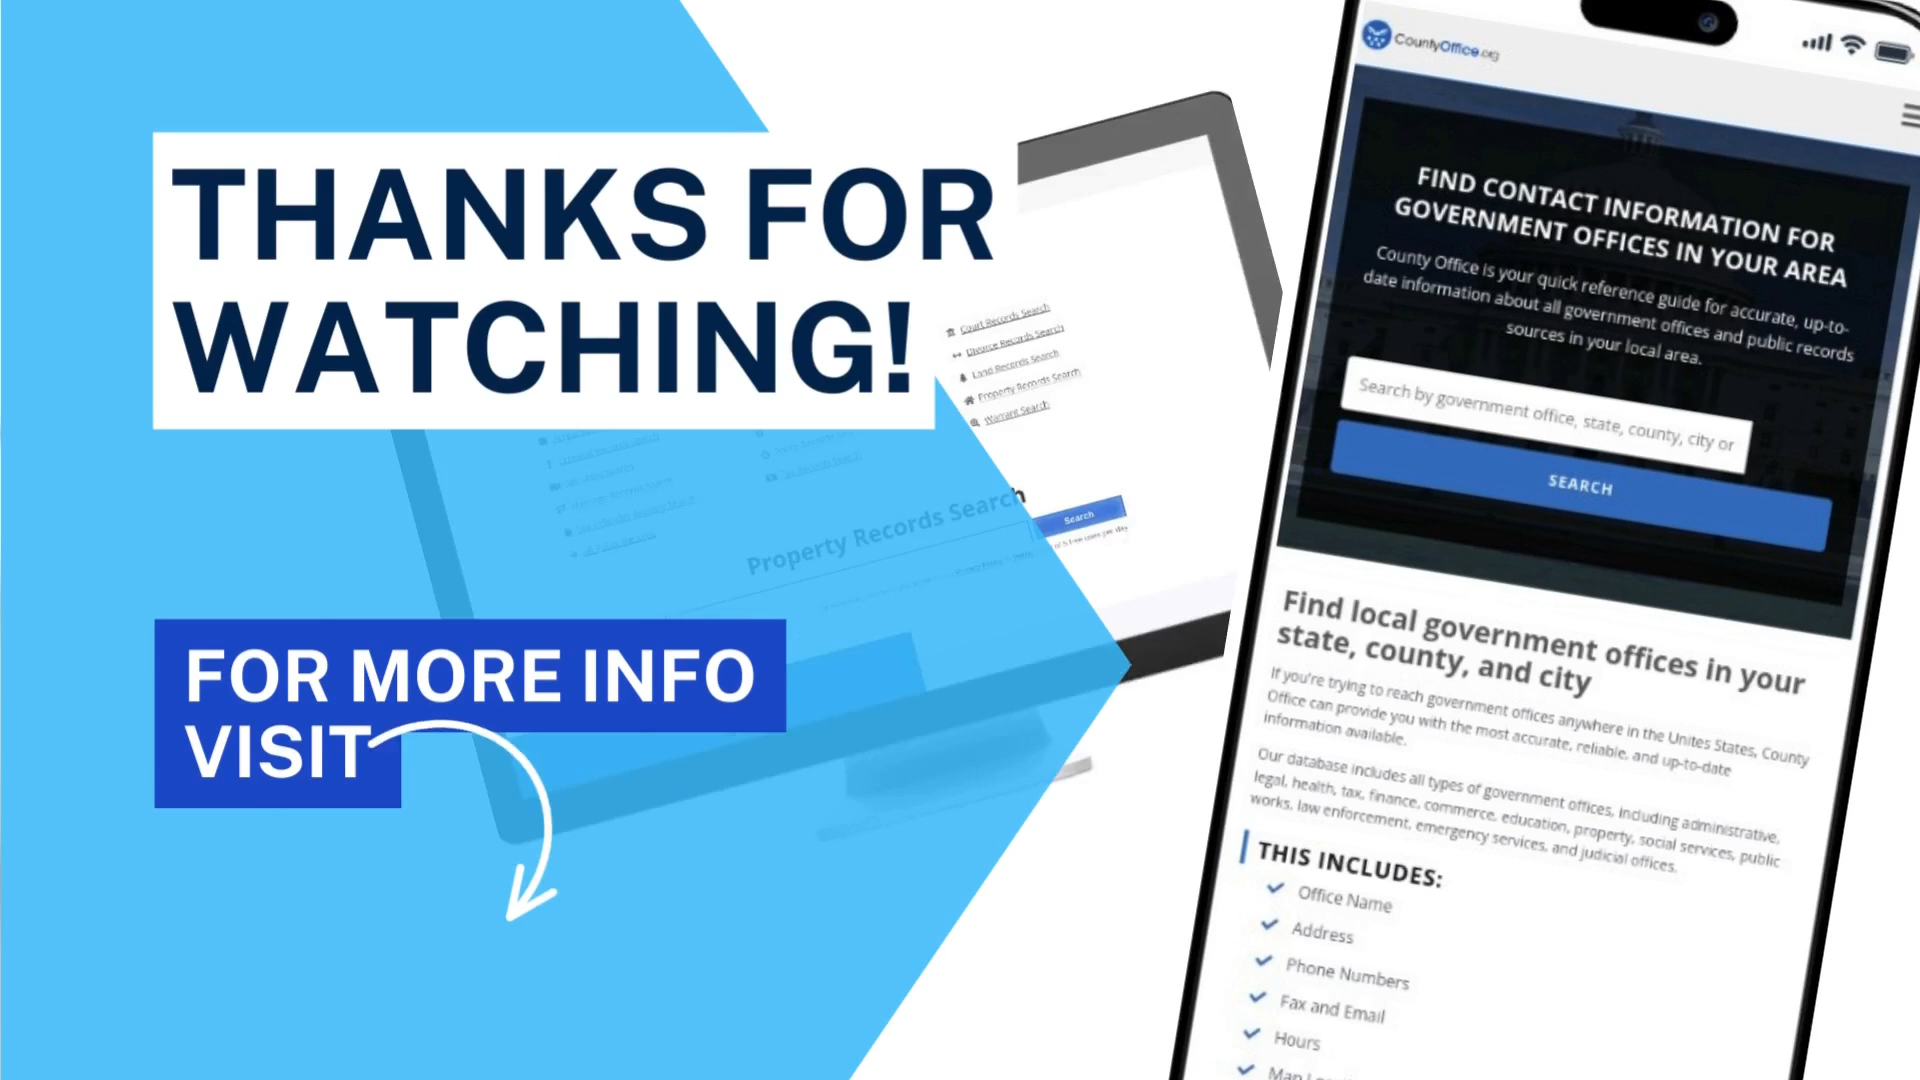 THANKS FOR
WATCHING!
FOR MORE INFO
VISIT
Court Records Search
Divorce Records Search
Land Records Search
Property Records Search
Warrant Search
Property Records Search
Search
of 5 free uses per day
CountyOffice.org
FIND CONTACT INFORMATION FOR
GOVERNMENT OFFICES IN YOUR AREA
County Office is your quick reference guide for accurate, up-to-
date information about all government offices and public records
sources in your local area.
Search by government office, state, county, city or
SEARCH
Find local government offices in your
state, county, and city
If you're trying to reach government offices anywhere in the Unites States, County
Office can provide you with the most accurate, reliable, and up-to-date
information available.
Our database includes all types of government offices, including administrative,
legal, health, tax, finance, commerce, education, property, social services, public
works, law enforcement, emergency services, and judicial offices.
THIS INCLUDES:
Office Name
Address
Phone Numbers
Fax and Email
Hours